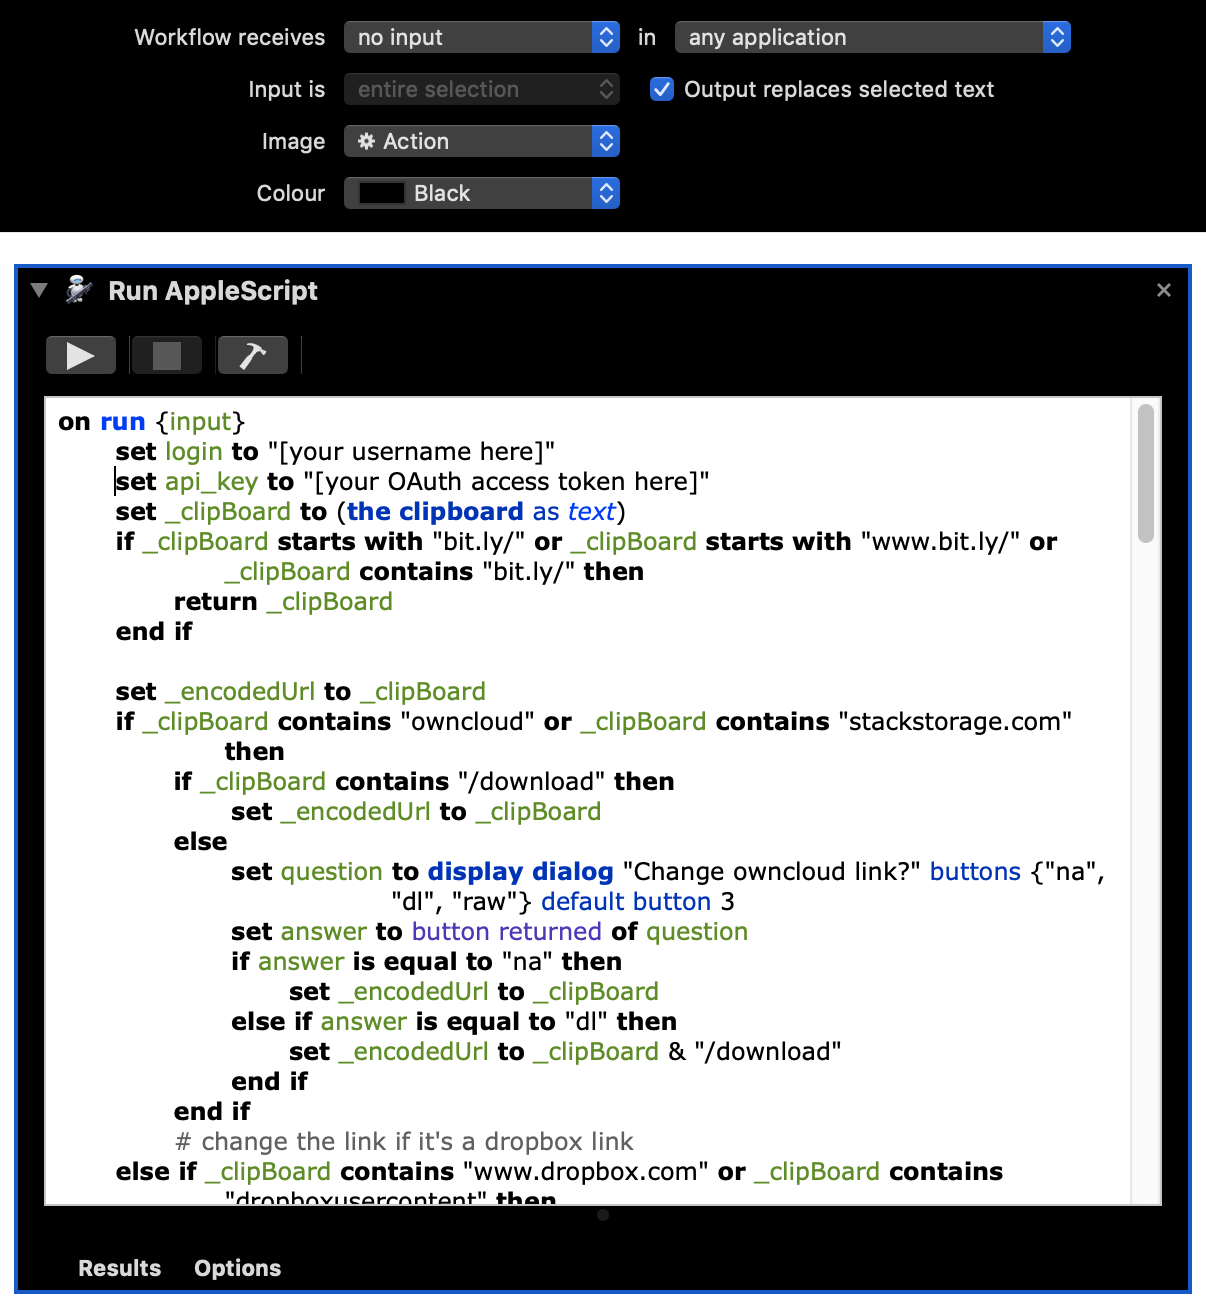 Workflow receives no input in any application
Input is entire selection Output replaces selected text
Image Action
Colour Black
Run AppleScript
on run {input}
set login to "[your username here]"
set api_key to "[your OAuth access token here]"
set _clipBoard to (the clipboard as text)
if _clipBoard starts with "bit.ly/" or _clipBoard starts with "www.bit.ly/" or
_clipBoard contains "bit.ly/" then
return _clipBoard
end if
set _encodedUrl to _clipBoard
if _clipBoard contains "owncloud" or _clipBoard contains "stackstorage.com"
then
if _clipBoard contains "/download" then
set _encodedUrl to _clipBoard
else
set question to display dialog "Change owncloud link?" buttons {"na",
"dl", "raw"} default button 3
set answer to button returned of question
if answer is equal to "na" then
set _encodedUrl to _clipBoard
else if answer is equal to "dl" then
set _encodedUrl to _clipBoard & "/download"
end if
end if
# change the link if it's a dropbox link
else if _clipBoard contains "www.dropbox.com" or _clipBoard contains
"dropboxusercontent" then
Results Options